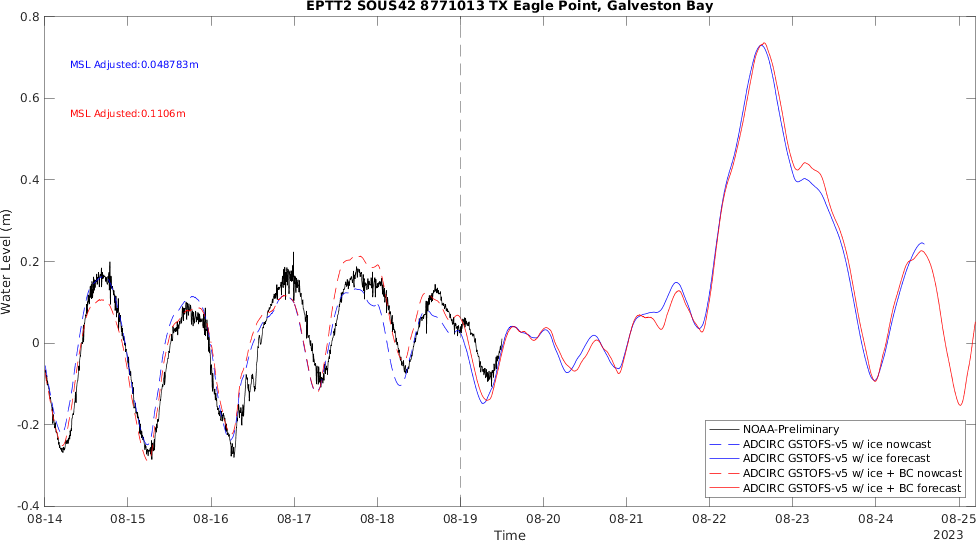 EPTT2 SOUS42 8771013 TX Eagle Point, Galveston Bay
0.8
0.6
0.4
0.2
0
-0.2
-0.4
Water Level (m)
MSL Adjusted:0.048783m
MSL Adjusted:0.1106m
NOAA-Preliminary
ADCIRC GSTOFS-v5 w/ ice nowcast
ADCIRC GSTOFS-v5 w/ ice forecast
ADCIRC GSTOFS-v5 w/ ice + BC nowcast
ADCIRC GSTOFS-v5 w/ ice + BC forecast
08-14 08-15 08-16 08-17 08-18 08-19 08-20 08-21 08-22 08-23 08-24 08-25
Time
2023